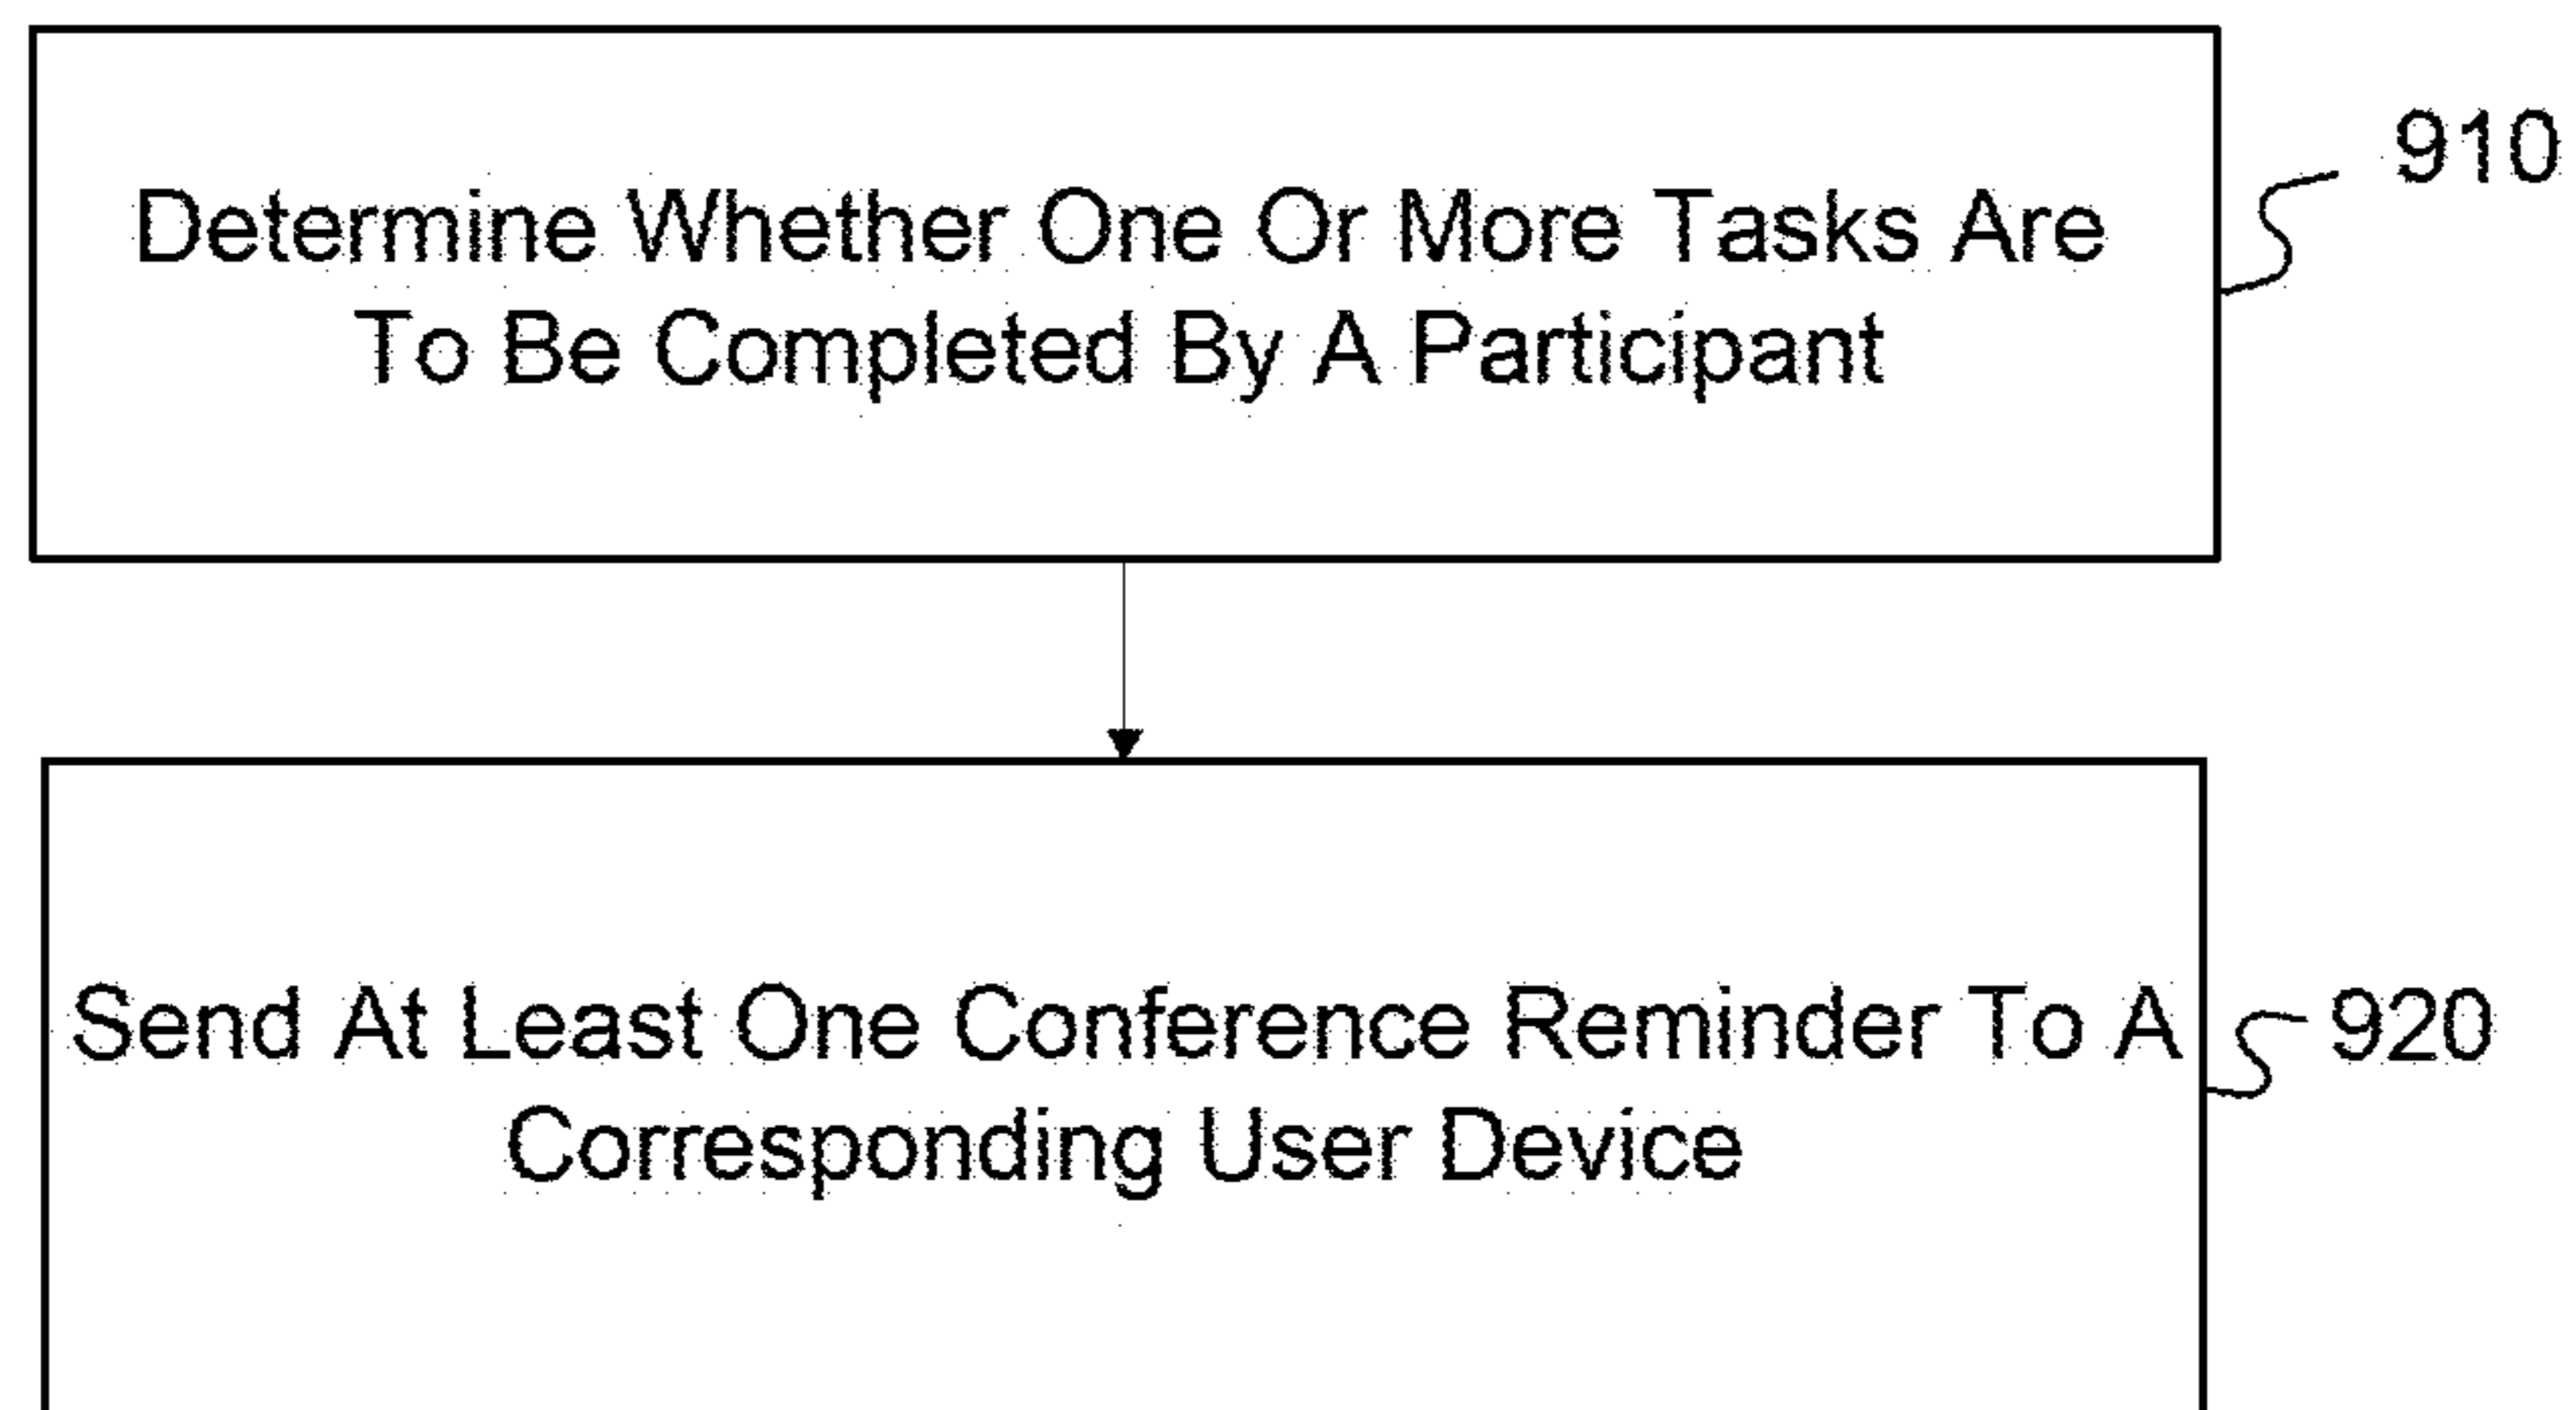 Determine Whether One Or More Tasks Are
To Be Completed By A Participant
910
Send At Least One Conference Reminder To A
Corresponding User Device
920